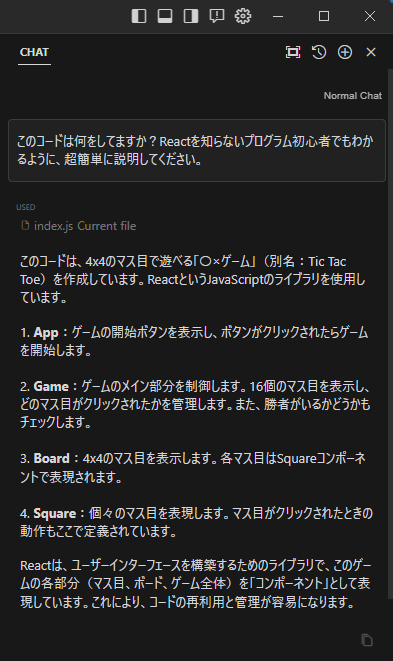 CHAT
Normal Chat
このコードは何をしてますか？Reactを知らないプログラム初心者でもわか
るように、超簡単に説明してください。
USED
index.js Current file
このコードは、4x4のマス目で遊べる「〇×ゲーム」（別名：Tic Tac
Toe）を作成しています。ReactというJavaScriptのライブラリを使用し
ています。
1. App：ゲームの開始ボタンを表示し、ボタンがクリックされたらゲーム
を開始します。
2. Game：ゲームのメイン部分を制御します。16個のマス目を表示し、
どのマス目がクリックされたかを管理します。また、勝者がいるかどうかも
チェックします。
3. Board：4x4のマス目を表示します。各マス目はSquareコンポーネ
ントで表現されます。
4. Square：個々のマス目を表現します。マス目がクリックされたときの
動作もここで定義されています。
Reactは、ユーザーインターフェースを構築するためのライブラリで、このゲー
ムの各部分（マス目、ボード、ゲーム全体）を「コンポーネント」として表
現しています。これにより、コードの再利用と管理が容易になります。